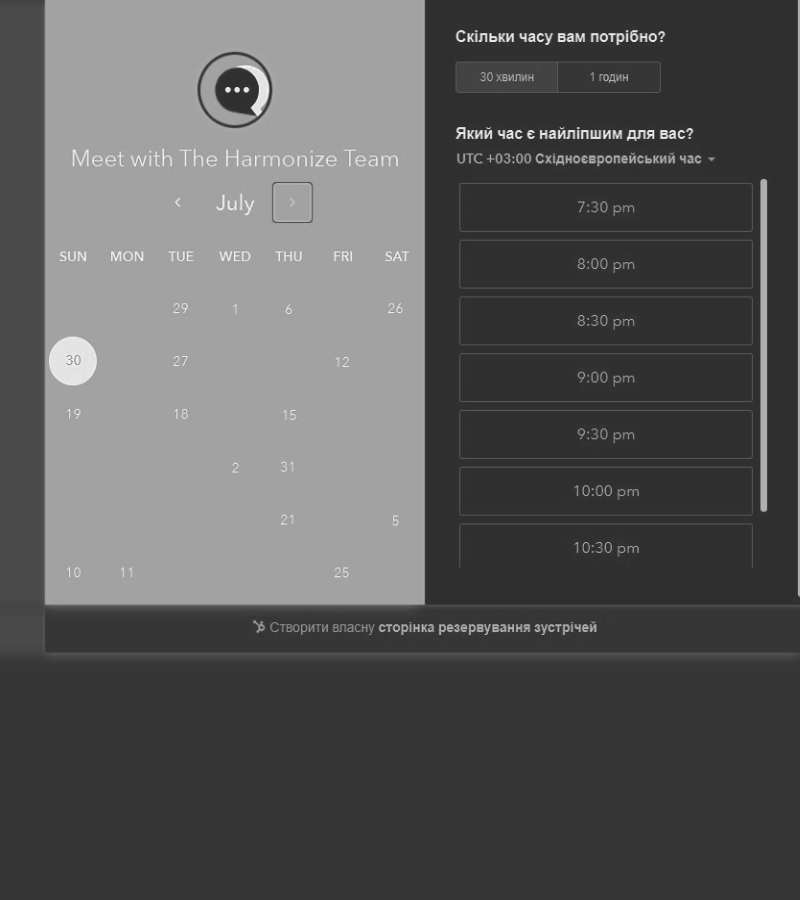 Meet with The Harmonize Team
July
SUN MON TUE WED THU FRI SAT
29 1 6 26
30 27 12
19 18 15
2 31
21 5
10 11 25
Скільки часу вам потрібно?
30 хвилин 1 годин
Який час є найліпшим для вас?
UTC +03:00 Східноєвропейський час
7:30 pm
8:00 pm
8:30 pm
9:00 pm
9:30 pm
10:00 pm
10:30 pm
Створити власну сторінка резервування зустрічей